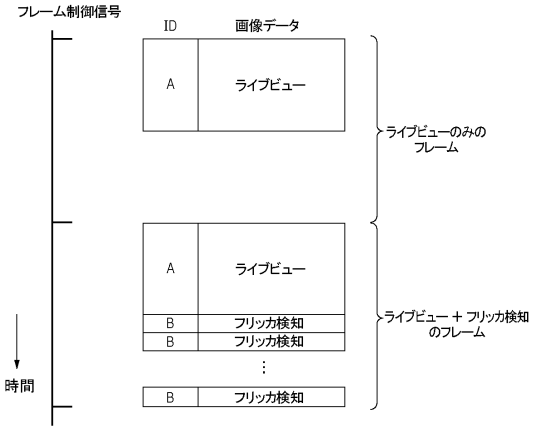 フレーム制御信号
ID 画像データ
A ライブビュー
ライブビューのみの
フレーム
A ライブビュー
B フリッカ検知
B フリッカ検知
⋮
B フリッカ検知
ライブビュー + フリッカ検知
のフレーム
時間